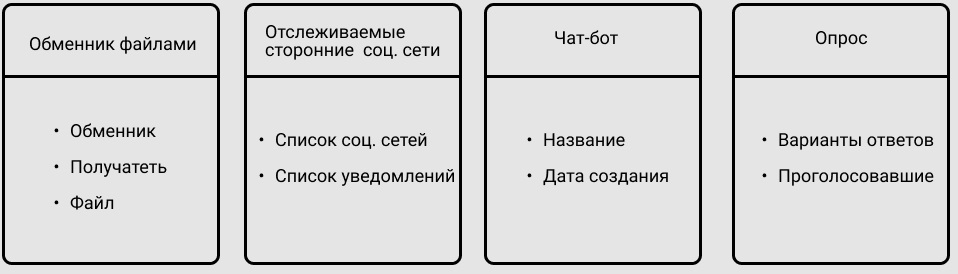 Обменник файлами
• Обменник
• Получатеть
• Файл
Отслеживаемые
сторонние соц. сети
• Список соц. сетей
• Список уведомлений
Чат-бот
• Название
• Дата создания
Опрос
• Варианты ответов
• Проголосовавшие